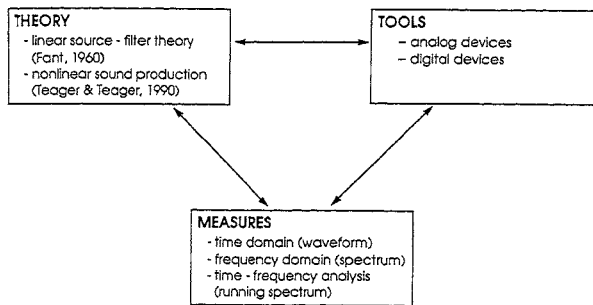 THEORY
- linear source - filter theory
(Fant, 1960)
- nonlinear sound production
(Teager & Teager, 1990)
TOOLS
– analog devices
– digital devices
MEASURES
- time domain (waveform)
- frequency domain (spectrum)
- time - frequency analysis
(running spectrum)